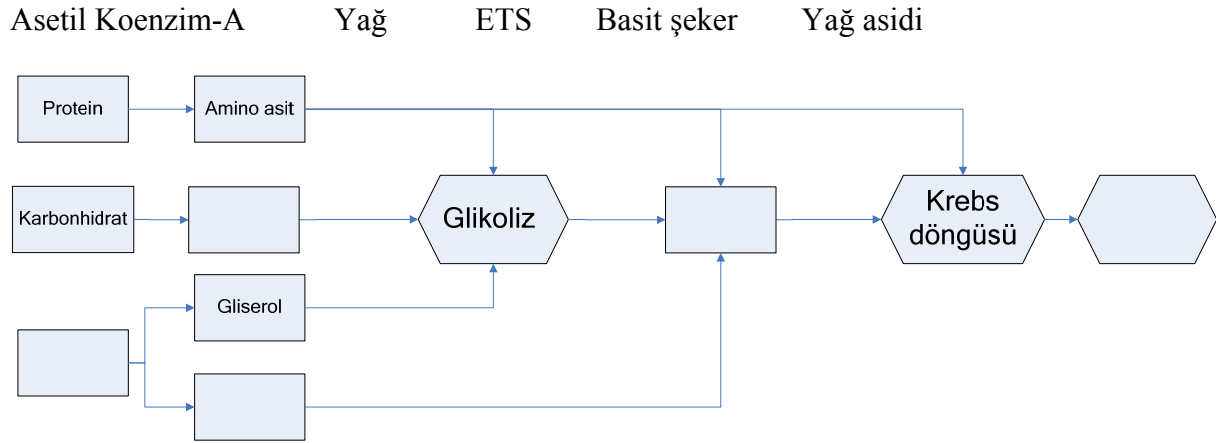 Asetil Koenzim-A Yağ ETS Basit şeker Yağ asidi
Protein
Amino asit
Karbonhidrat
Glikoliz
Krebs
döngüsü
Gliserol